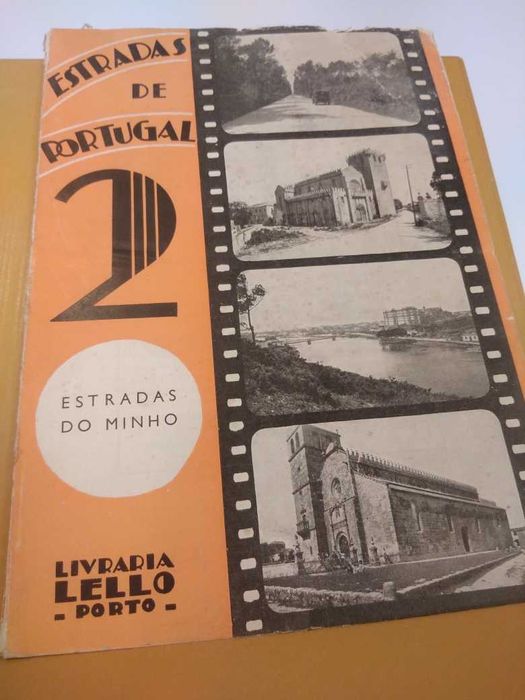 ESTRADAS
DE
PORTUGAL
2
ESTRADAS
DO MINHO
LIVRARIA
LELLO
- PORTO -